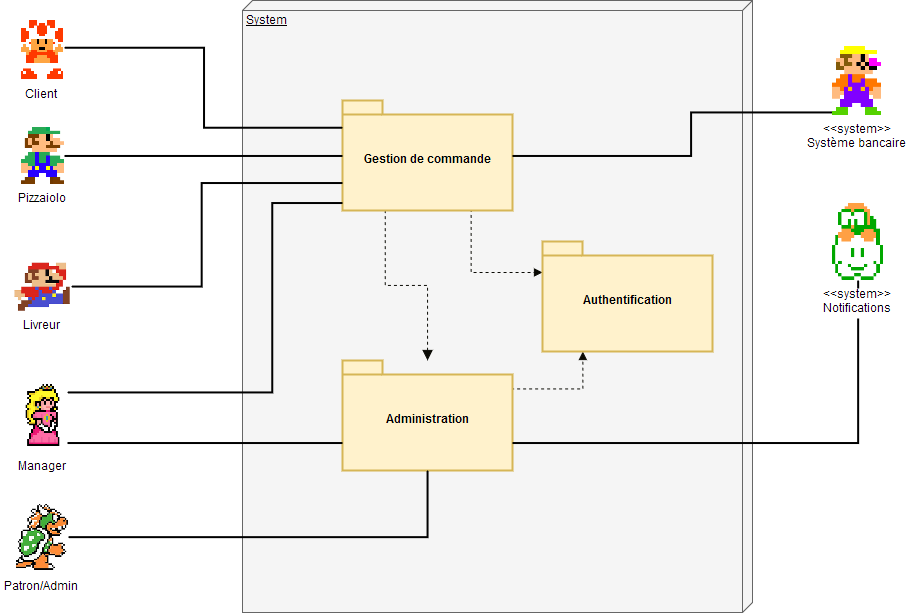 System
Client
Gestion de commande
<<system>>
Système bancaire
Pizzaiolo
<<system>>
Notifications
Authentification
Livreur
Administration
Manager
Patron/Admin